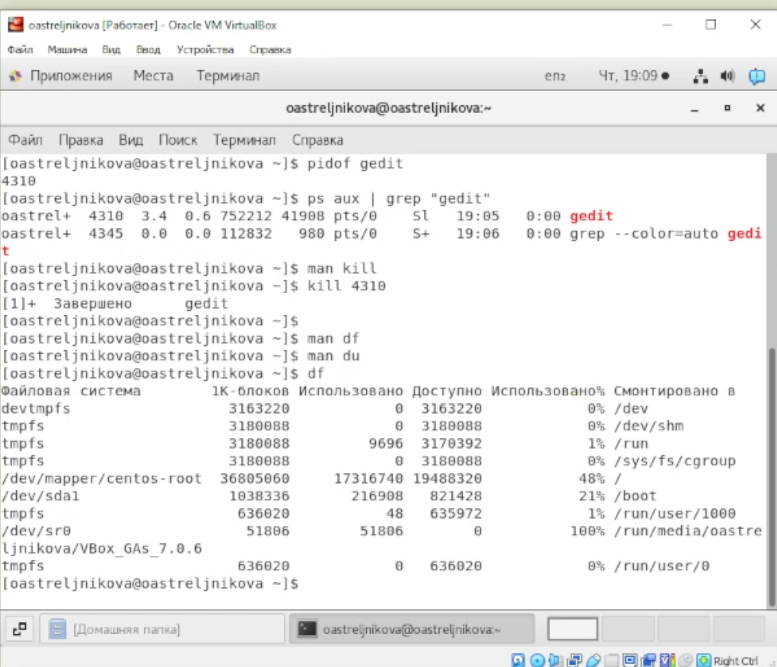 oastreljnikova [Работает] - Oracle VM VirtualBox
Файл Машина Вид Ввод Устройства Справка
Приложения Места Терминал en₂ Чт, 19:09
oastreljnikova@oastreljnikova:~
Файл Правка Вид Поиск Терминал Справка
[oastreljnikova@oastreljnikova ~]$ pidof gedit
4310
[oastreljnikova@oastreljnikova ~]$ ps aux | grep "gedit"
oastrel+ 4310 3.4 0.6 752212 41908 pts/0 Sl 19:05 0:00 gedit
oastrel+ 4345 0.0 0.0 112832 980 pts/0 S+ 19:06 0:00 grep --color=auto gedi
t
[oastreljnikova@oastreljnikova ~]$ man kill
[oastreljnikova@oastreljnikova ~]$ kill 4310
[1]+ Завершено gedit
[oastreljnikova@oastreljnikova ~]$
[oastreljnikova@oastreljnikova ~]$ man df
[oastreljnikova@oastreljnikova ~]$ man du
[oastreljnikova@oastreljnikova ~]$ df
Файловая система 1K-блоков Использовано Доступно Использовано% Смонтировано в
devtmpfs 3163220 0 3163220 0% /dev
tmpfs 3180088 0 3180088 0% /dev/shm
tmpfs 3180088 9696 3170392 1% /run
tmpfs 3180088 0 3180088 0% /sys/fs/cgroup
/dev/mapper/centos-root 36805060 17316740 19488320 48% /
/dev/sda1 1038336 216908 821428 21% /boot
tmpfs 636020 48 635972 1% /run/user/1000
/dev/sr0 51806 51806 0 100% /run/media/oastre
ljnikova/VBox_GAs_7.0.6
tmpfs 636020 0 636020 0% /run/user/0
[oastreljnikova@oastreljnikova ~]$
[Домашняя папка] oastreljnikova@oastreljnikova:~
Right Ctrl